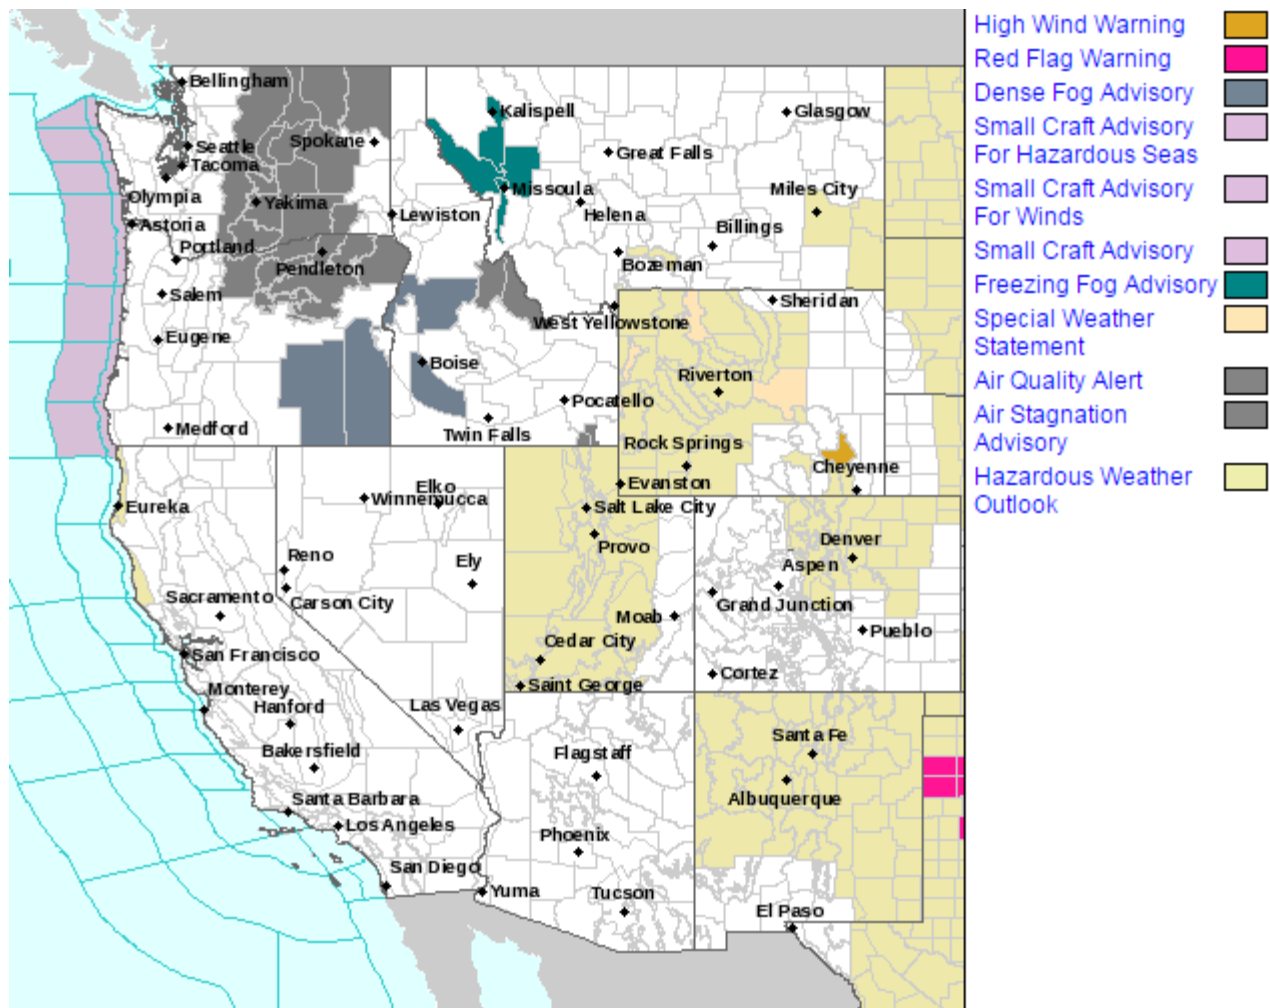 High Wind Warning
Red Flag Warning
Dense Fog Advisory
Small Craft Advisory
For Hazardous Seas
Small Craft Advisory
For Winds
Small Craft Advisory
Freezing Fog Advisory
Special Weather
Statement
Air Quality Alert
Air Stagnation
Advisory
Hazardous Weather
Outlook
Bellingham
Kalispell
Glasgow
Seattle
Spokane
Great Falls
Tacoma
Olympia
Yakima
Missoula
Miles City
Lewiston
Helena
Astoria
Billings
Portland
Pendleton
Bozeman
Salem
Sheridan
West Yellowstone
Eugene
Boise
Riverton
Pocatello
Medford
Twin Falls
Rock Springs
Cheyenne
Evanston
Elko
Winnemucca
Eureka
Salt Lake City
Provo
Denver
Reno
Ely
Aspen
Sacramento
Carson City
Grand Junction
Moab
Pueblo
Cedar City
San Francisco
Cortez
Saint George
Monterey
Hanford
Las Vegas
Santa Fe
Bakersfield
Flagstaff
Albuquerque
Santa Barbara
Los Angeles
Phoenix
San Diego
Yuma
Tucson
El Paso